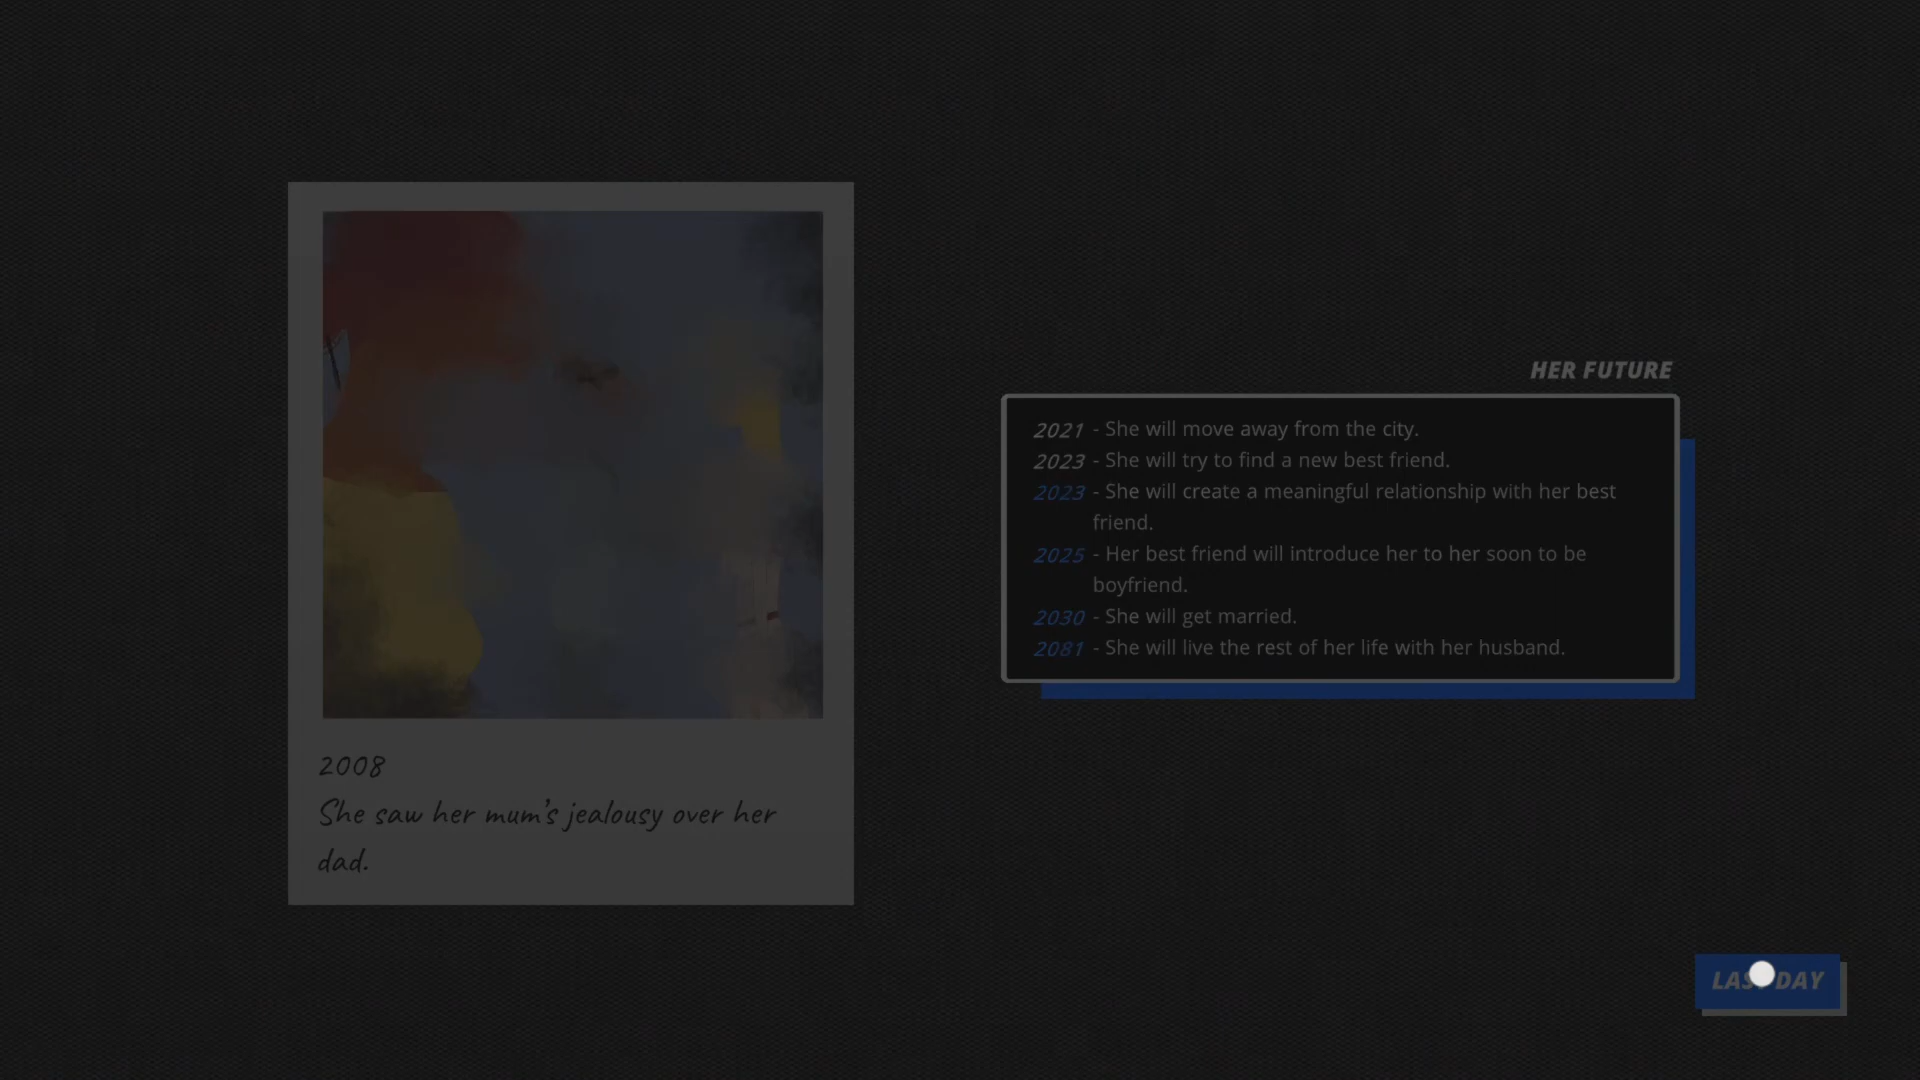 2008
She saw her mum's jealousy over her
dad.
HER FUTURE
2021 - She will move away from the city.
2023 - She will try to find a new best friend.
2023 - She will create a meaningful relationship with her best
friend.
2025 - Her best friend will introduce her to her soon to be
boyfriend.
2030 - She will get married.
2081 - She will live the rest of her life with her husband.
LAST DAY